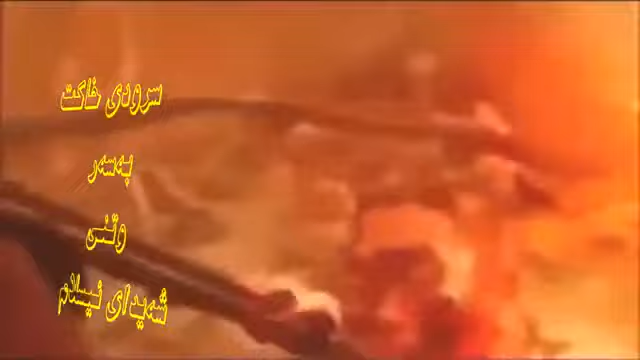 سرودی خاکت
بەسەر
وتنی
شەیدای ئیسلام